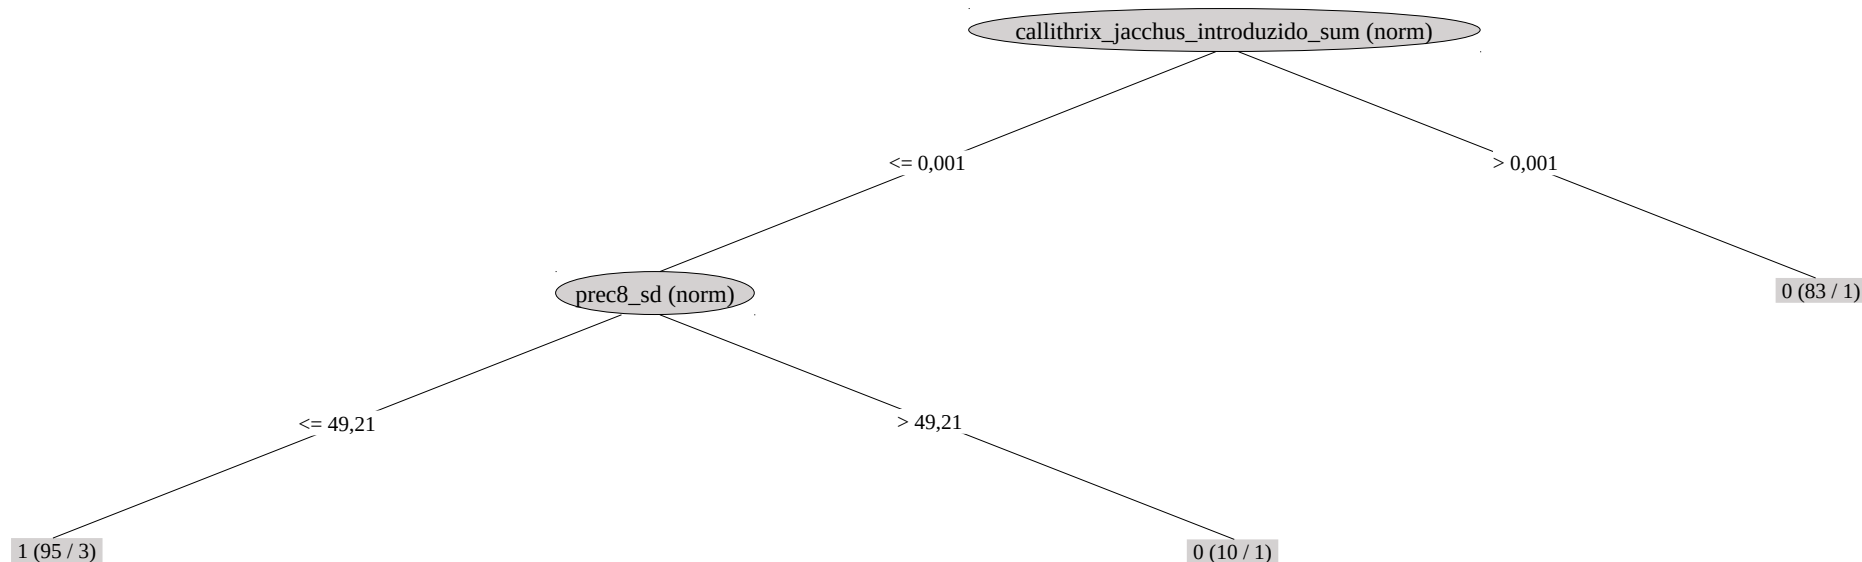 callithrix_jacchus_introduzido_sum (norm)
<= 0,001
> 0,001
prec8_sd (norm)
0 (83 / 1)
<= 49,21
> 49,21
1 (95 / 3)
0 (10 / 1)